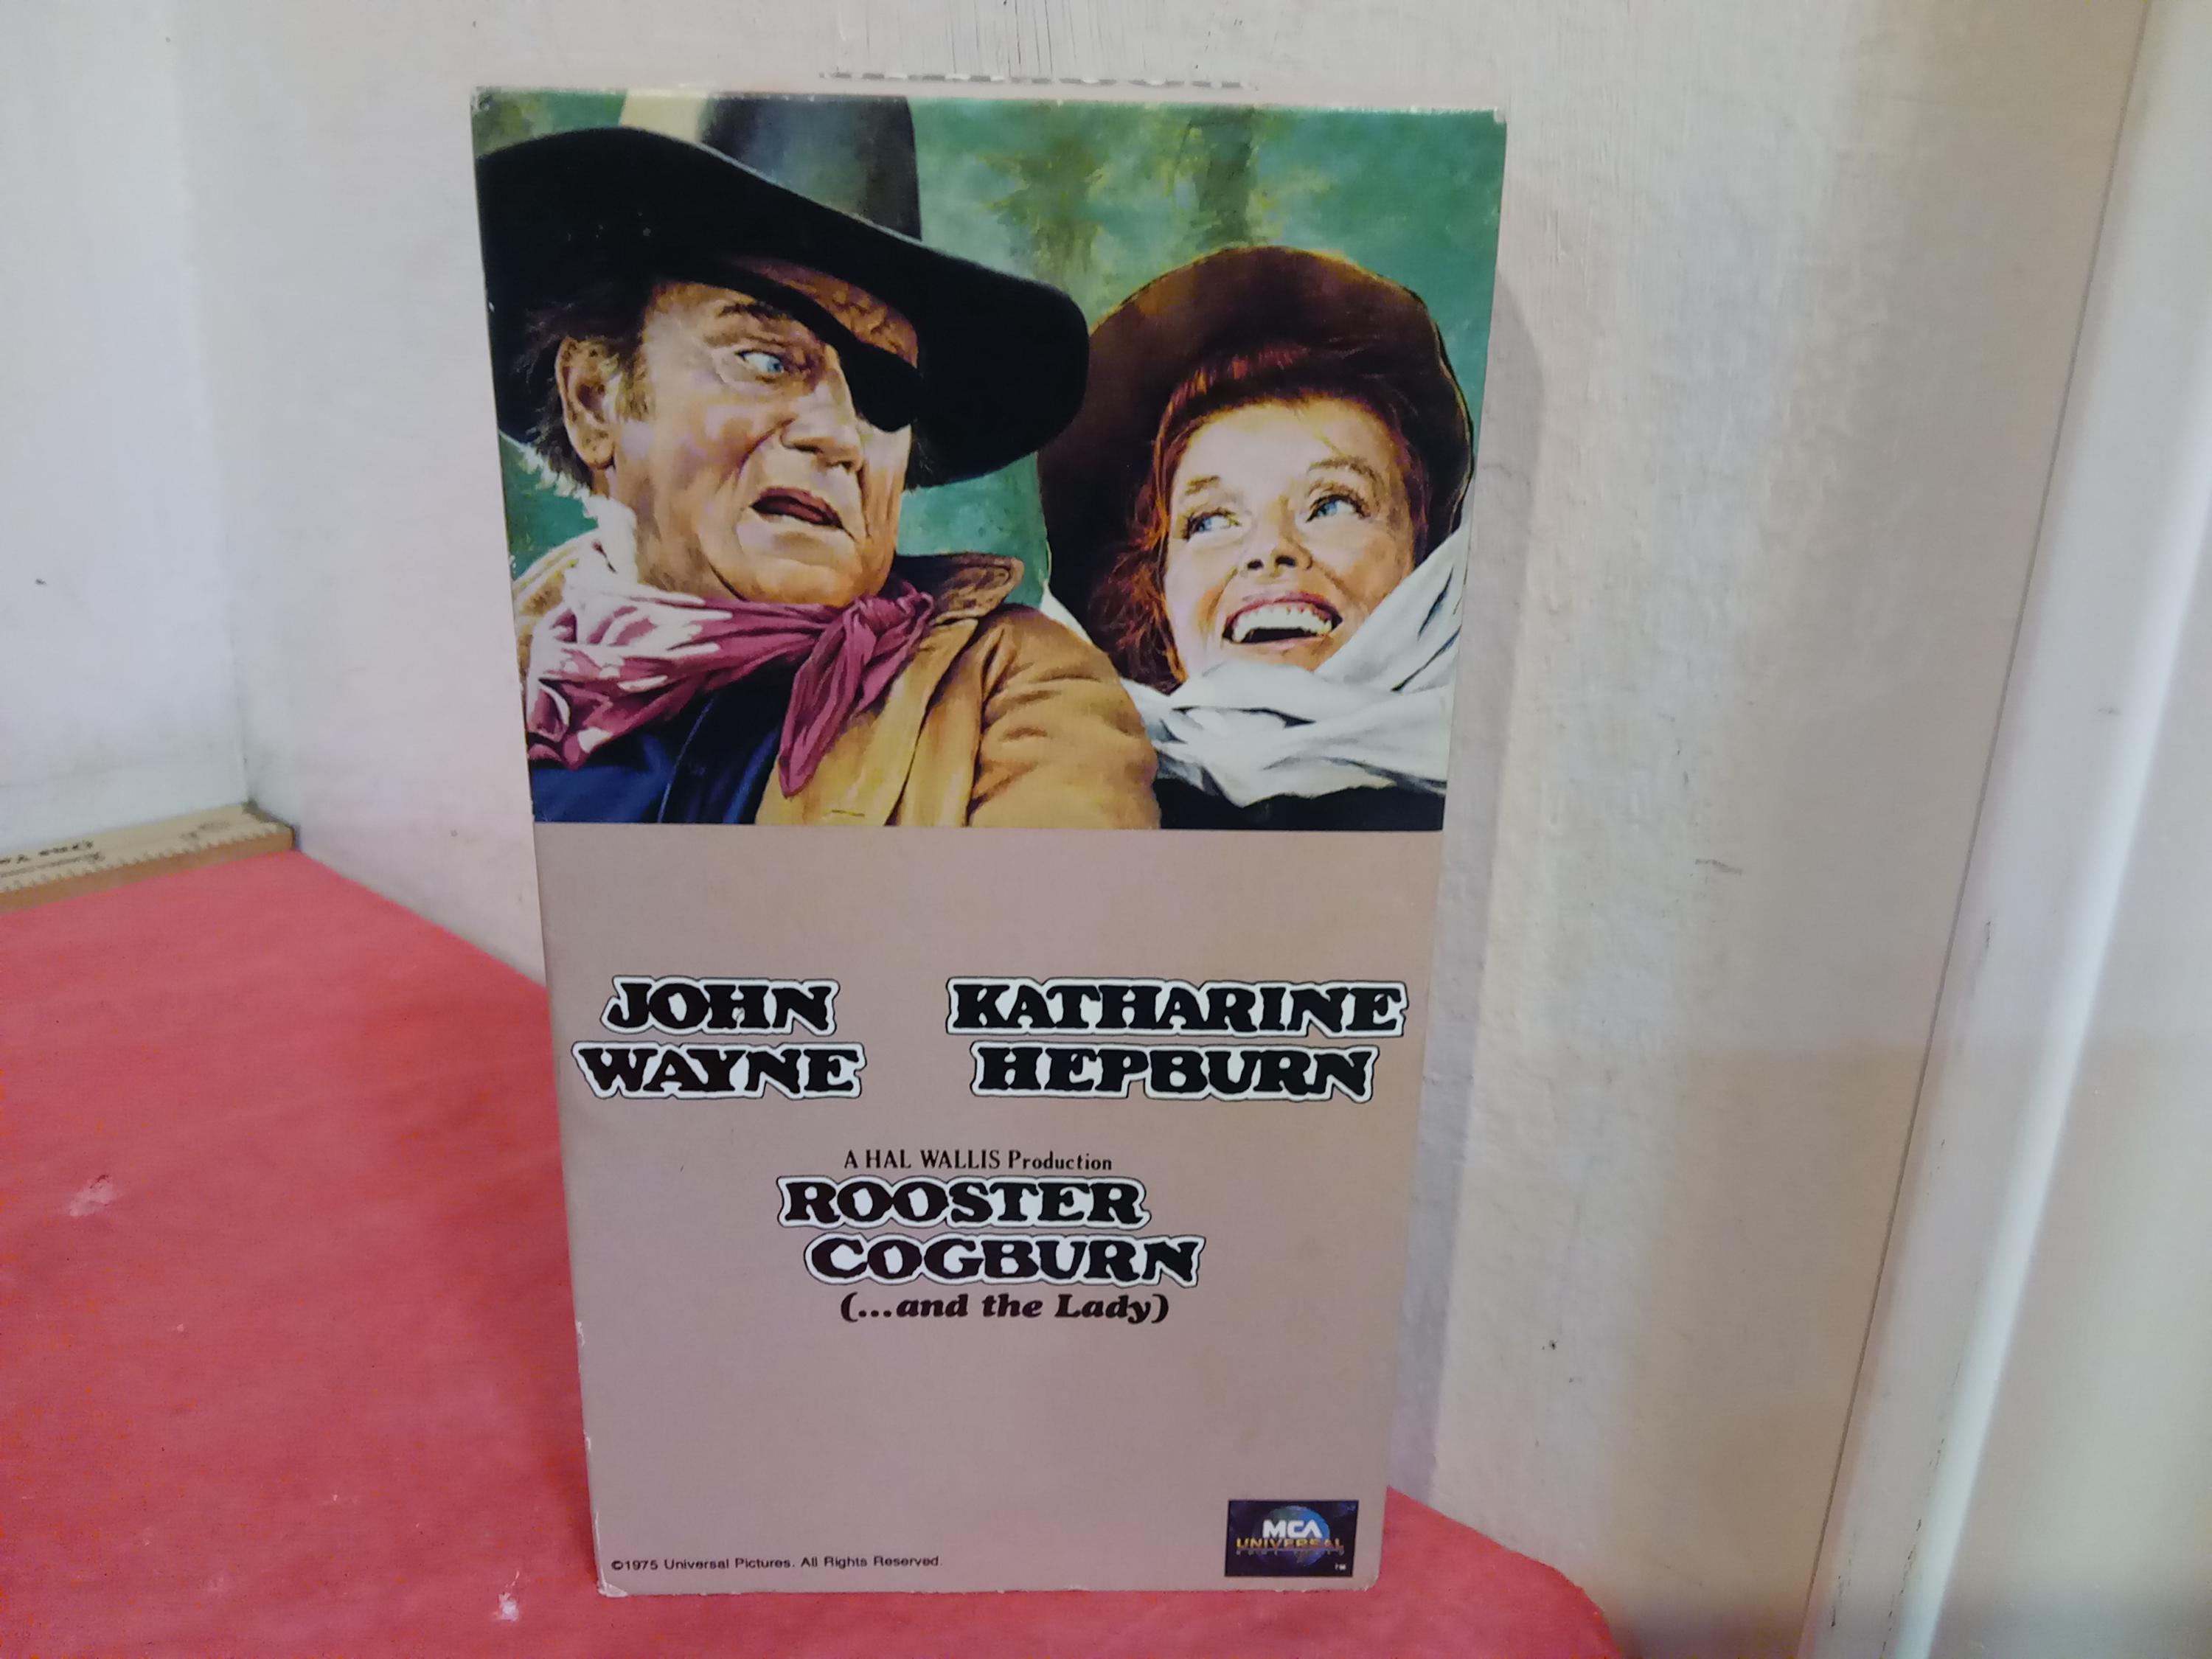 JOHN
WAYNE
KATHARINE
HEPBURN
A HAL WALLIS Production
ROOSTER
COGBURN
(...and the Lady)
MCA
UNIVERSAL
TM
©1975 Universal Pictures. All Rights Reserved.